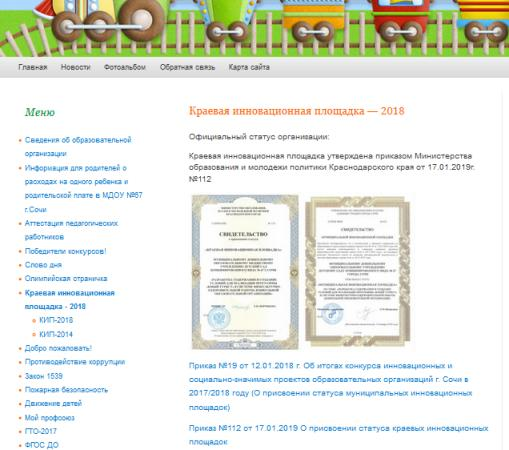 Главная Новости Фотоальбом Обратная связь Карта сайта
Меню
Сведения об образовательной
организации
Информация для родителей о
расходах на одного ребенка и
родительской плате в МДОУ №67
г.Сочи
Аттестация педагогических
работников
Победители конкурсов!
Слово дня
Олимпийская страничка
Краевая инновационная
площадка - 2018
КИП-2018
КИП-2014
Добро пожаловать!
Противодействие коррупции
Закон 1539
Пожарная безопасность
Движение детей
Мой профсоюз
ГТО-2017
ФГОС ДО
Краевая инновационная площадка — 2018
Официальный статус организации:
Краевая инновационная площадка утверждена приказом Министерства
образования и молодежи политики Краснодарского края от 17.01.2019г.
№112
СВИДЕТЕЛЬСТВО
СВИДЕТЕЛЬСТВО
Приказ №19 от 12.01.2018 г. Об итогах конкурса инновационных и
социально-значимых проектов образовательных организаций г. Сочи в
2017/2018 году (О присвоении статуса муниципальных инновационных
площадок)
Приказ №112 от 17.01.2019 О присвоении статуса краевых инновационных
площадок